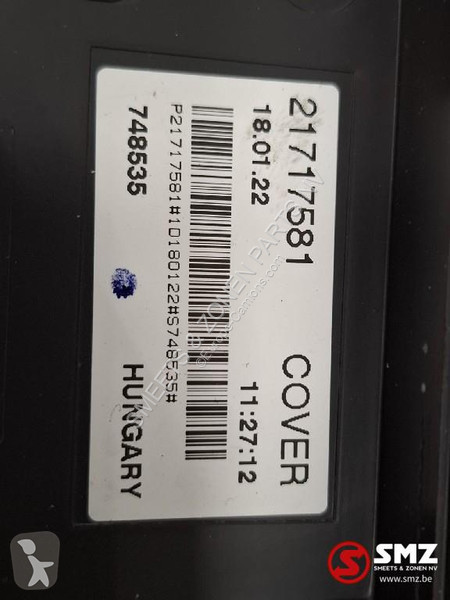 21717581 COVER
18.01.22 11:27:12
P21717581#1D180122#S748535#
748535 HUNGARY
SMZ
SMEETS & ZONEN NV
www.smz.be